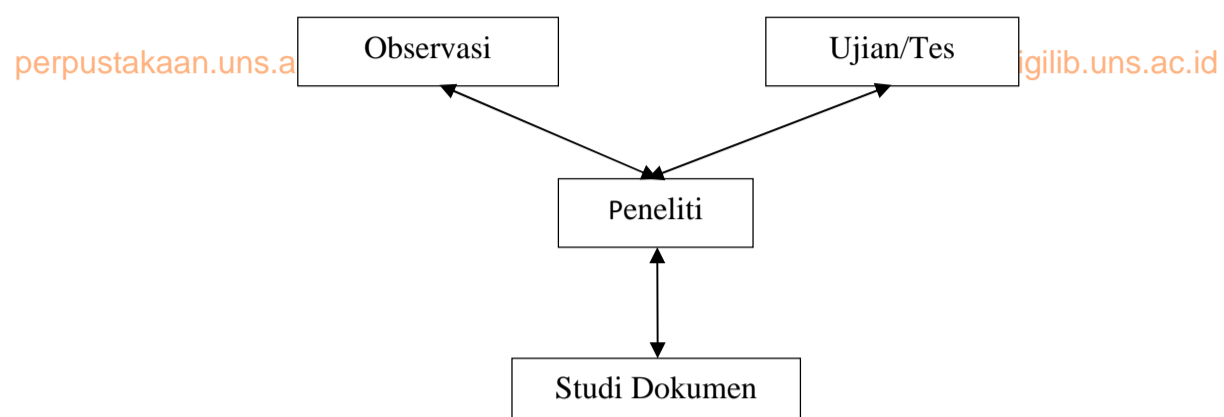 perpustakaan.uns.a
Observasi
Ujian/Tes
igilib.uns.ac.id
Peneliti
Studi Dokumen